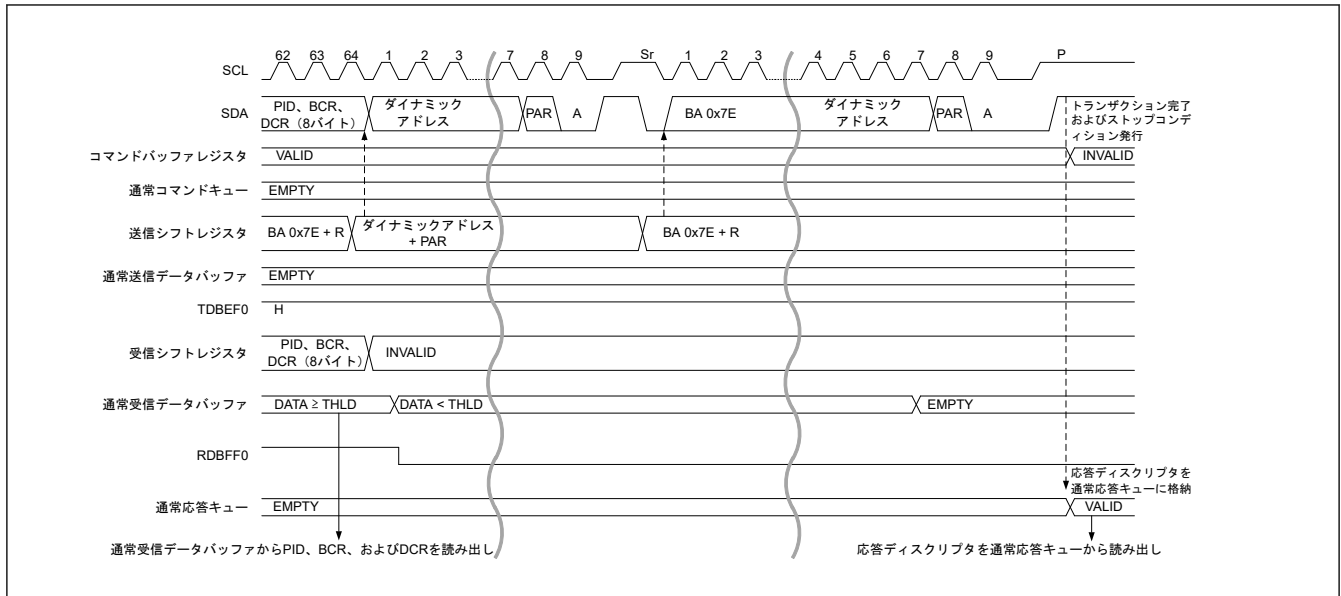 62 63 64 1 2 3 7 8 9 Sr 1 2 3 4 5 6 7 8 9 P
SCL
SDA
PID、BCR、
DCR（8バイト）
ダイナミック
アドレス
PAR
A
BA 0x7E
ダイナミック
アドレス
PAR
A
トランザクション完了
およびストップコンデ
ィション発行
コマンドバッファレジスタ
VALID
INVALID
通常コマンドキュー
EMPTY
送信シフトレジスタ
BA 0x7E + R
ダイナミックアドレス
+ PAR
BA 0x7E + R
通常送信データバッファ
EMPTY
TDBEF0
H
受信シフトレジスタ
PID、BCR、
DCR（8バイト）
INVALID
通常受信データバッファ
DATA ≥ THLD
DATA < THLD
EMPTY
RDBFF0
応答ディスクリプタを
通常応答キューに格納
通常応答キュー
EMPTY
VALID
通常受信データバッファからPID、BCR、およびDCRを読み出し
応答ディスクリプタを通常応答キューから読み出し